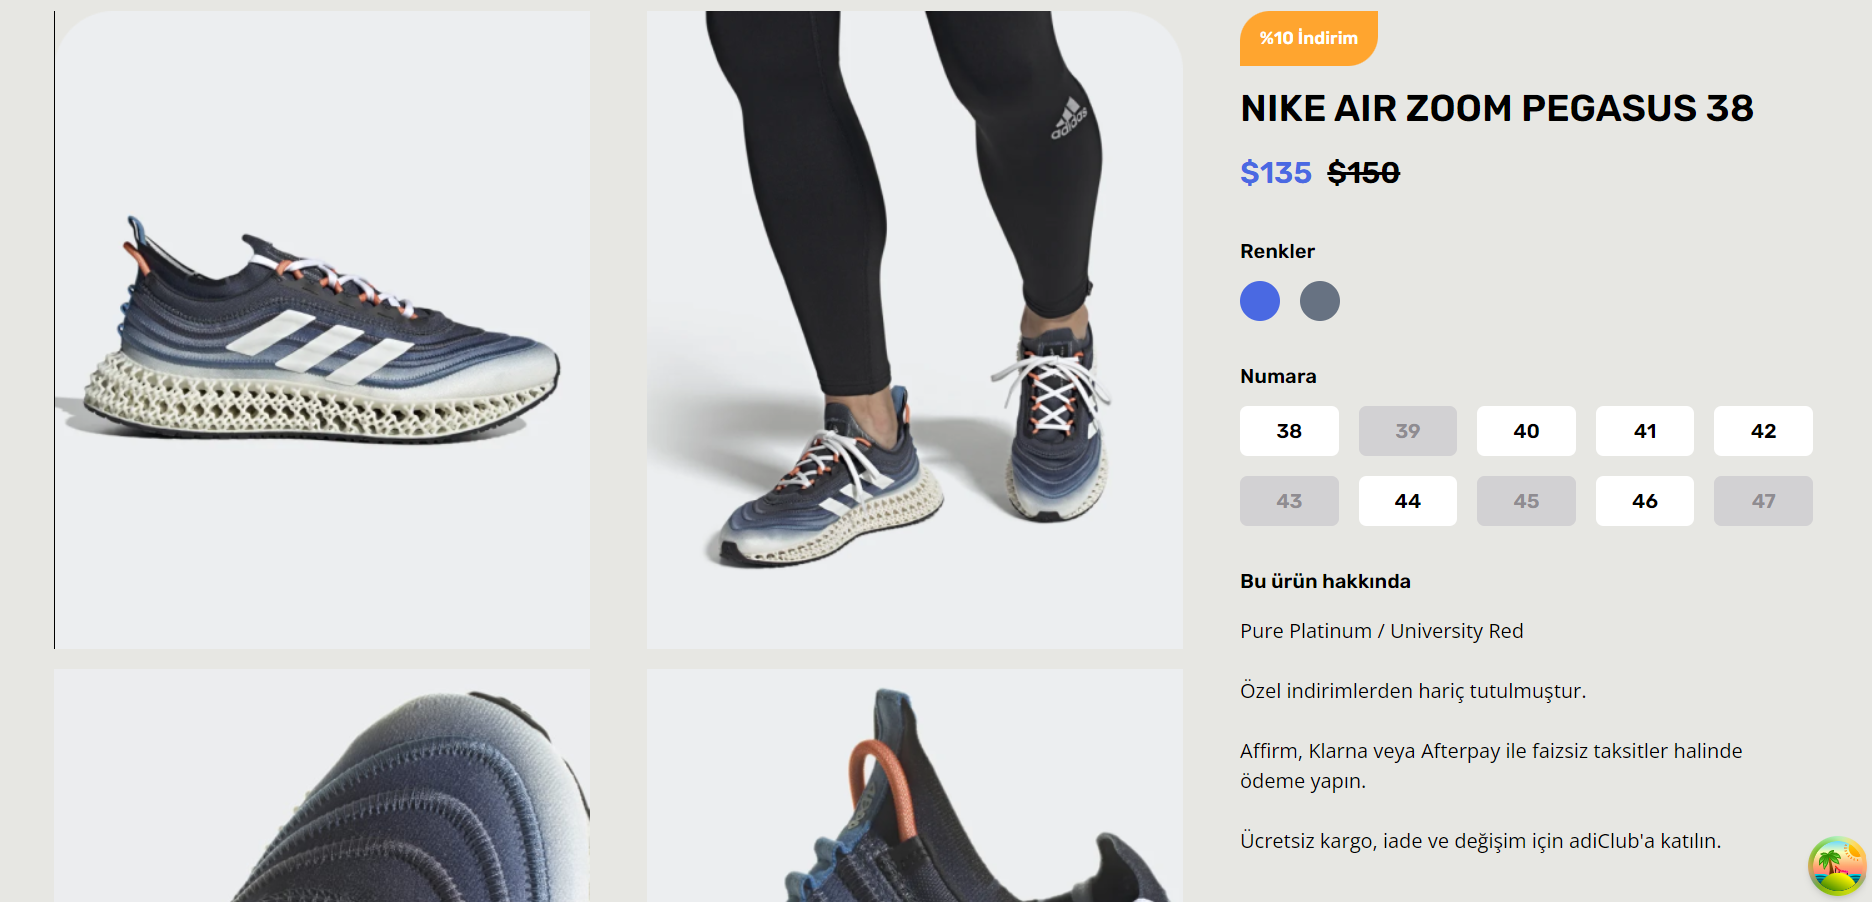 %10 İndirim
NIKE AIR ZOOM PEGASUS 38
$135 $150
Renkler
Numara
38 39 40 41 42
43 44 45 46 47
Bu ürün hakkında
Pure Platinum / University Red
Özel indirimlerden hariç tutulmuştur.
Affirm, Klarna veya Afterpay ile faizsiz taksitler halinde
ödeme yapın.
Ücretsiz kargo, iade ve değişim için adiClub'a katılın.
adidas